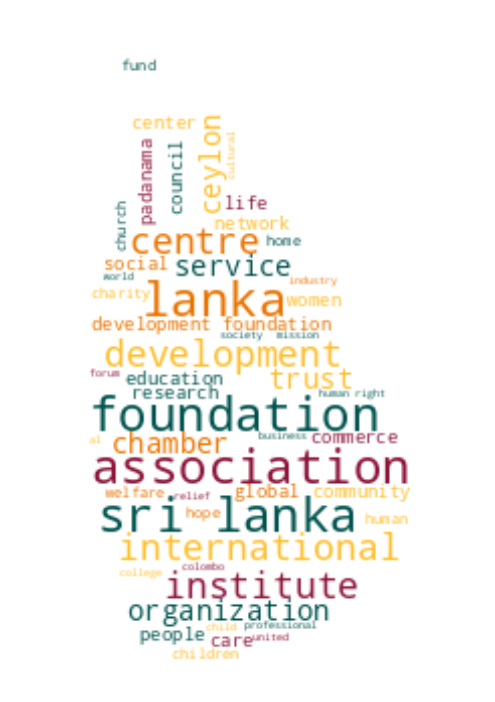 fund
center
ceylon
cultural
padanama
council
church
life
network
centre
home
social
service
world
industry
charity
lanka
women
development foundation
society
mission
development
forum
education
trust
research
human right
foundation
al
chamber
business
commerce
association
welfare
relief
global
community
sri lanka
hope
human
international
colombo
college
institute
organization
child
professional
people
care
united
children